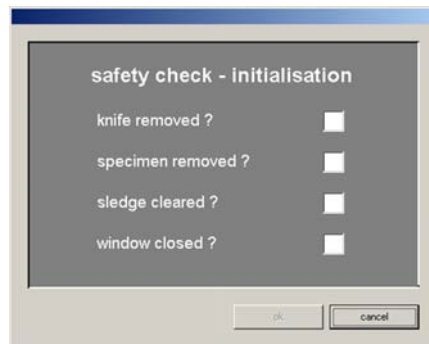 safety check - initialisation
knife removed ?
specimen removed ?
sledge cleared ?
window closed ?
ok
cancel